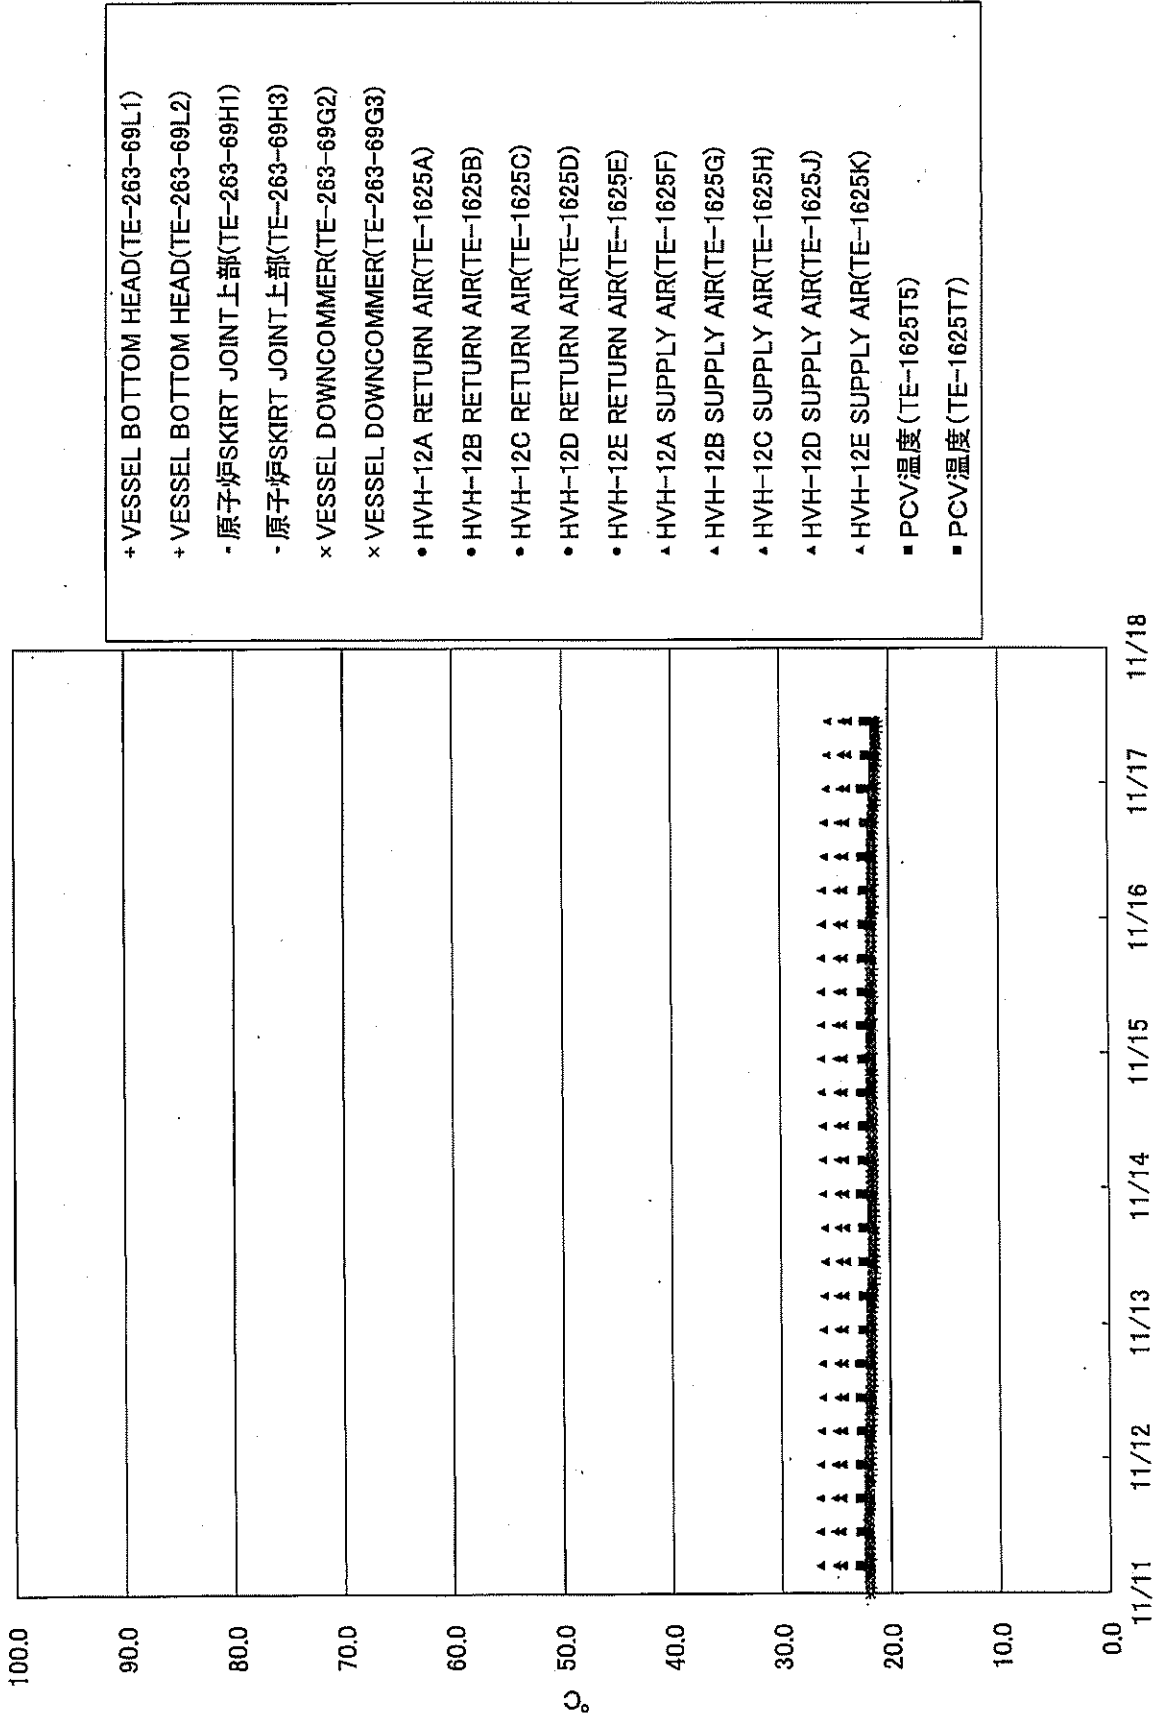 100.0
90.0
80.0
70.0
60.0
50.0
40.0
30.0
20.0
10.0
0.0
℃
11/11
11/12
11/13
11/14
11/15
11/16
11/17
11/18
+ VESSEL BOTTOM HEAD(TE-263-69L1)
+ VESSEL BOTTOM HEAD(TE-263-69L2)
- 原子炉SKIRT JOINT上部(TE-263-69H1)
- 原子炉SKIRT JOINT上部(TE-263-69H3)
× VESSEL DOWNCOMMER(TE-263-69G2)
× VESSEL DOWNCOMMER(TE-263-69G3)
● HVH-12A RETURN AIR(TE-1625A)
● HVH-12B RETURN AIR(TE-1625B)
● HVH-12C RETURN AIR(TE-1625C)
● HVH-12D RETURN AIR(TE-1625D)
● HVH-12E RETURN AIR(TE-1625E)
▲ HVH-12A SUPPLY AIR(TE-1625F)
▲ HVH-12B SUPPLY AIR(TE-1625G)
▲ HVH-12C SUPPLY AIR(TE-1625H)
▲ HVH-12D SUPPLY AIR(TE-1625J)
▲ HVH-12E SUPPLY AIR(TE-1625K)
■ PCV温度(TE-1625T5)
■ PCV温度(TE-1625T7)